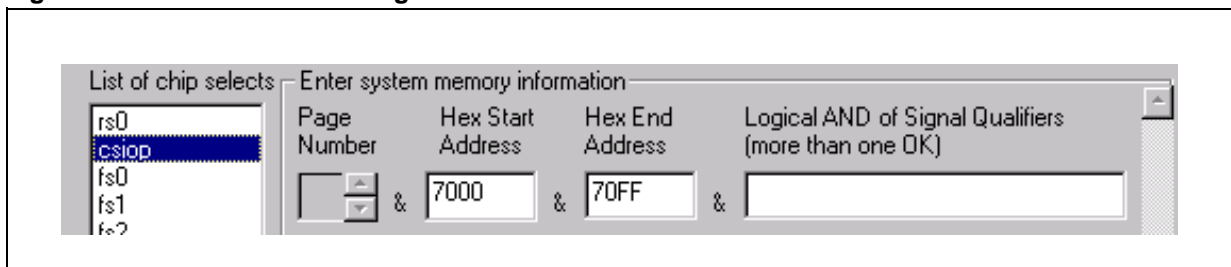 List of chip selects
Enter system memory information
rs0
csiop
fs0
fs1
fs2
Page Number
Hex Start Address
Hex End Address
Logical AND of Signal Qualifiers
(more than one OK)
& 7000 & 70FF &